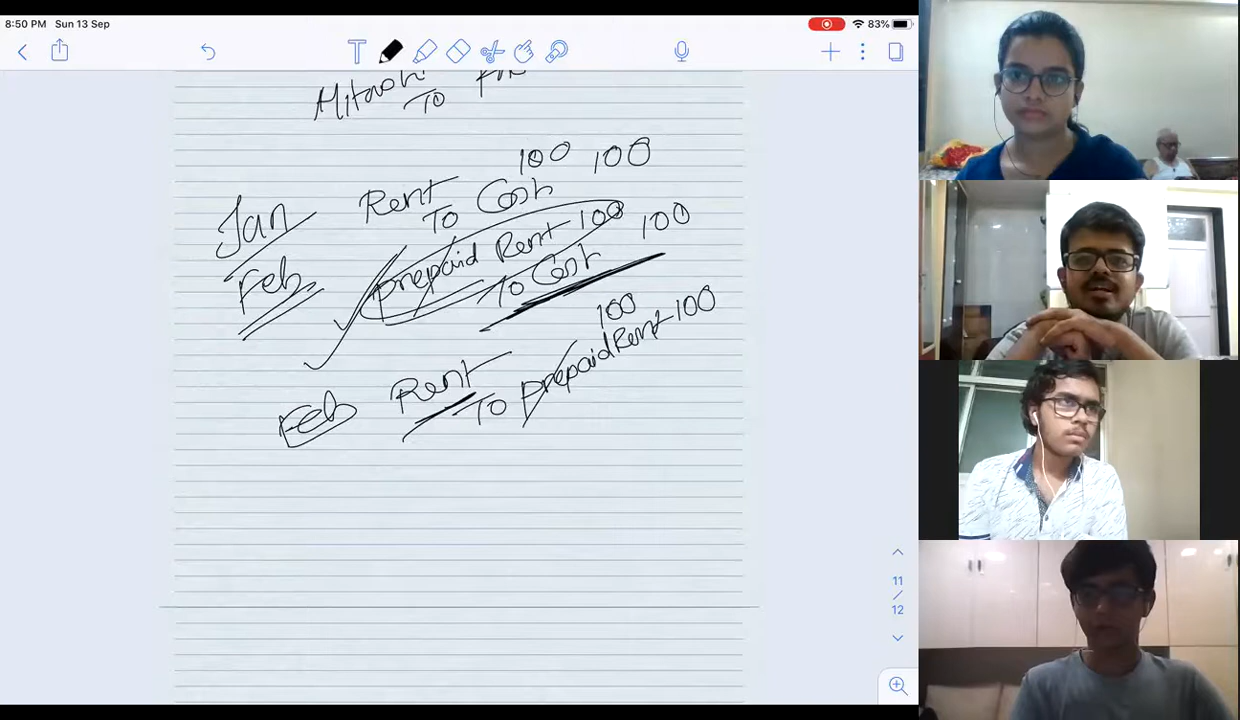 8:50 PM Sun 13 Sep
83%
T
To
100 100
Jan Rent
To Cash
Feb prepaid Rent - 100 100
To Cash
100
Feb Rent
To prepaid Rent - 100
11
/
12